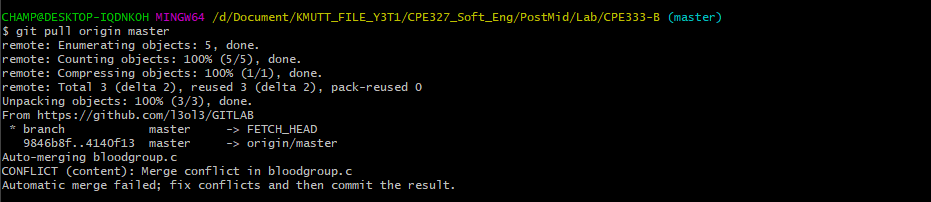 CHAMP@DESKTOP-IQDNKOH MINGW64 /d/Document/KMUTT_FILE_Y3T1/CPE327_Soft_Eng/PostMid/Lab/CPE333-B (master)
$ git pull origin master
remote: Enumerating objects: 5, done.
remote: Counting objects: 100% (5/5), done.
remote: Compressing objects: 100% (1/1), done.
remote: Total 3 (delta 2), reused 3 (delta 2), pack-reused 0
Unpacking objects: 100% (3/3), done.
From https://github.com/l3ol3/GITLAB
 * branch            master     -> FETCH_HEAD
   9846b8f..4140f13  master     -> origin/master
Auto-merging bloodgroup.c
CONFLICT (content): Merge conflict in bloodgroup.c
Automatic merge failed; fix conflicts and then commit the result.